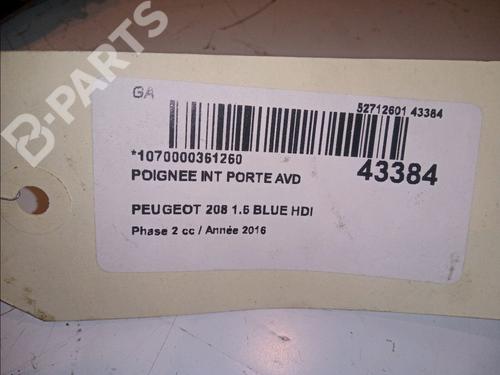 B-PARTS
GA
52712601 43384
*1070000361260
43384
POIGNEE INT PORTE AVD
PEUGEOT 208 1.6 BLUE HDI
Phase 2 cc / Année 2016